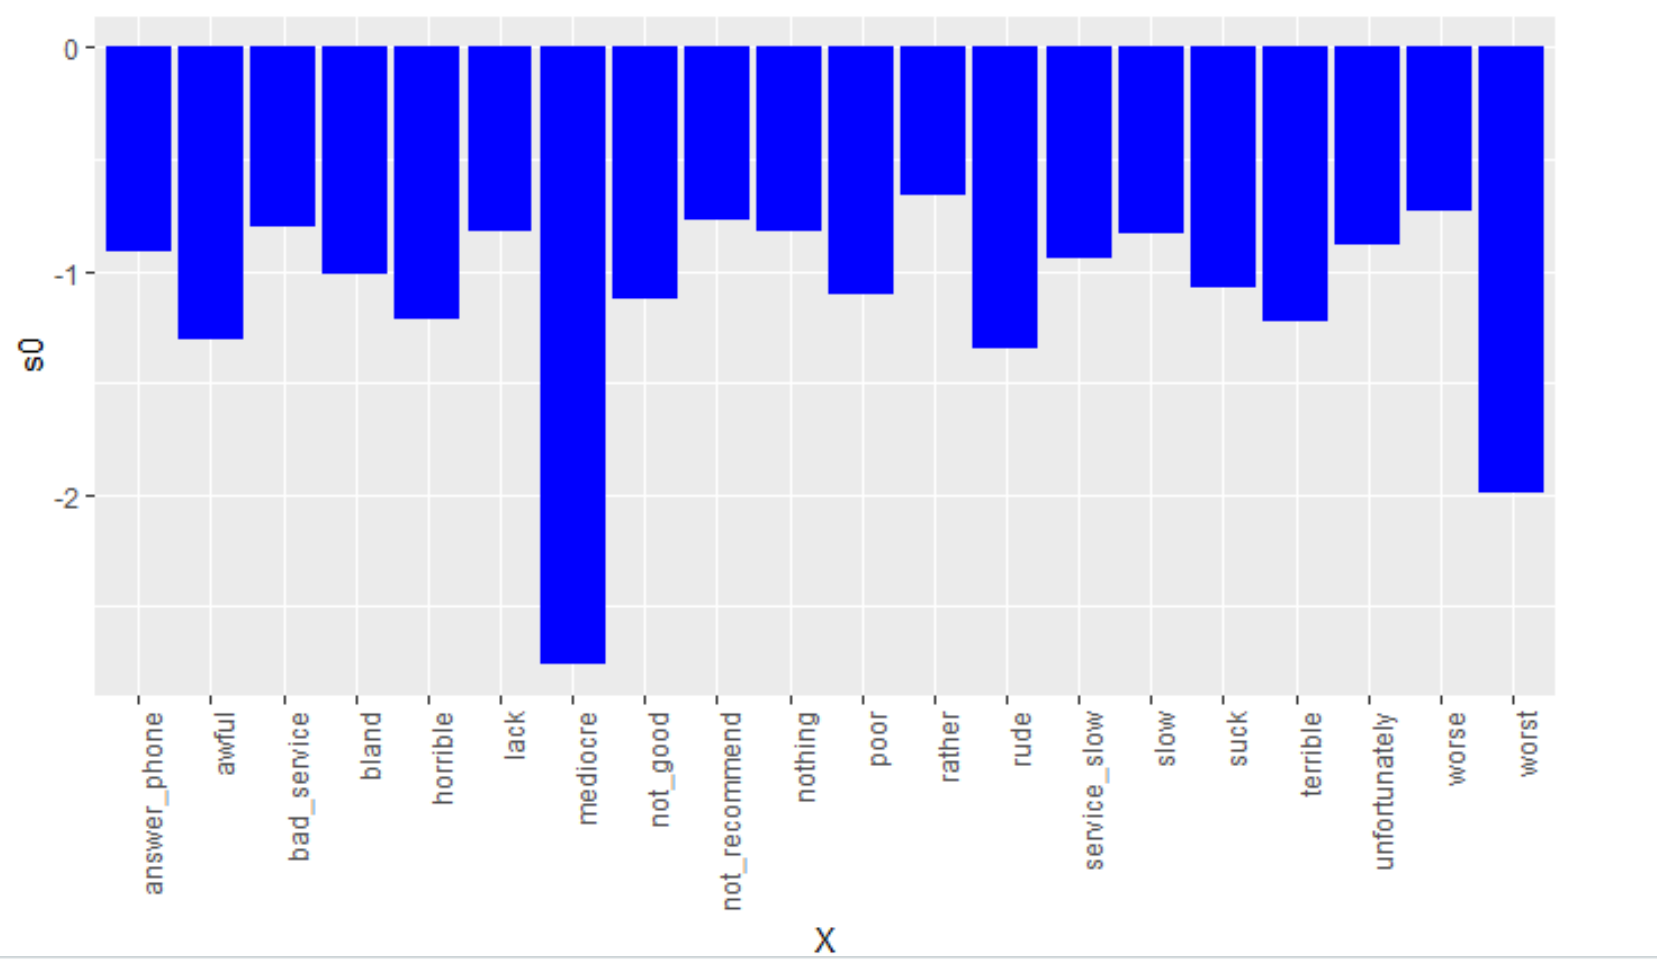 0
-1
-2
s0
answer_phone
awful
bad_service
bland
horrible
lack
mediocre
not_good
not_recommend
nothing
poor
rather
rude
service_slow
slow
suck
terrible
unfortunately
worse
worst
X